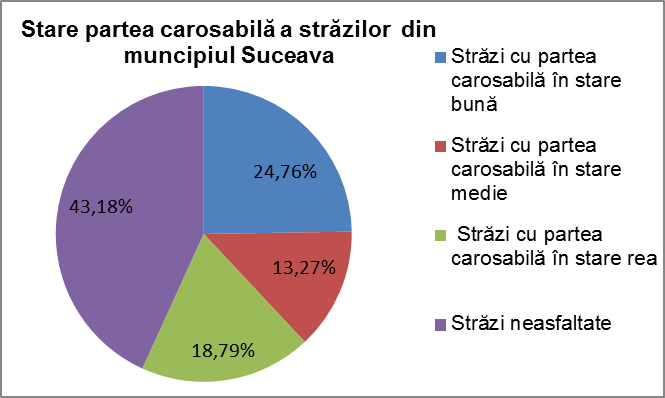 Stare partea carosabilă a străzilor din
muncipiul Suceava
24,76%
13,27%
18,79%
43,18%
Străzi cu partea
carosabilă în stare
bună
Străzi cu partea
carosabilă în stare
medie
Străzi cu partea
carosabilă în stare rea
Străzi neasfaltate